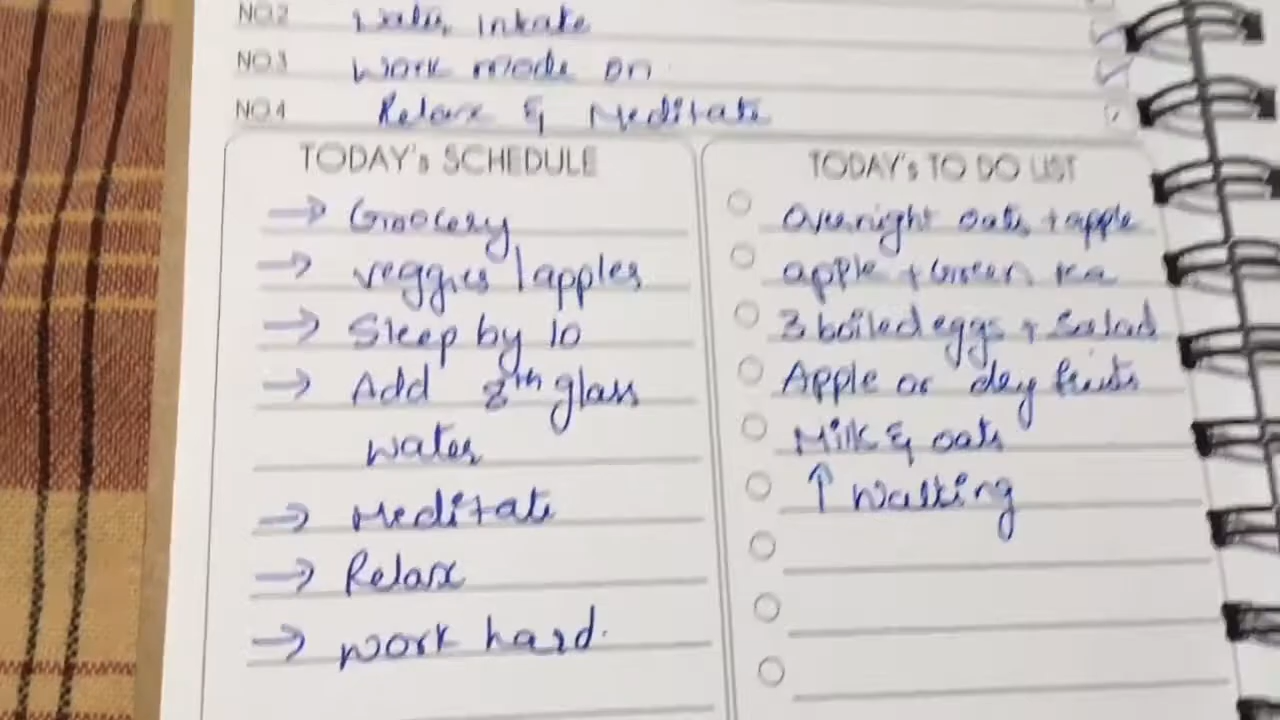 NO.2 Water intake
NO.3 Work mode on
NO.4 Relax & Meditate
TODAY's SCHEDULE
→ Grocery
→ veggies | apples
→ Sleep by 10
→ Add 8th glass
water
→ Meditate
→ Relax
→ work hard.
TODAY's TO DO LIST
Overnight oats + apple
apple + Green tea
3 boiled eggs + Salad
Apple or dry fruits
Milk & oats
↑ Walking